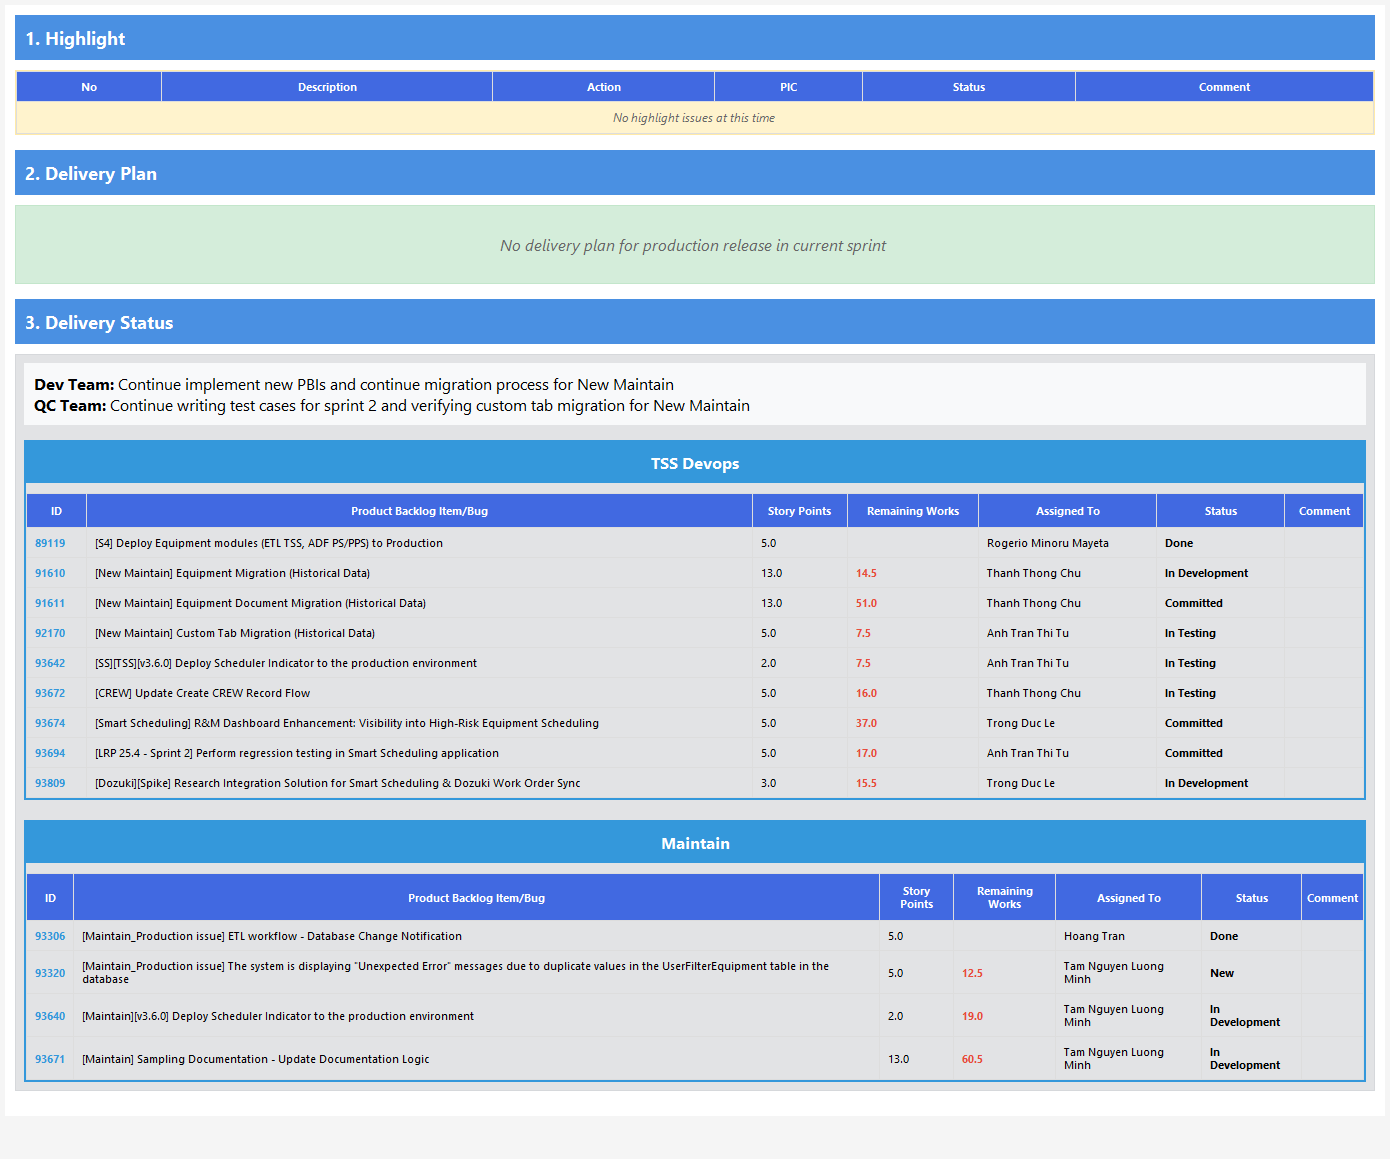 1. Highlight
No Description Action PIC Status Comment
No highlight issues at this time
2. Delivery Plan
No delivery plan for production release in current sprint
3. Delivery Status
Dev Team: Continue implement new PBIs and continue migration process for New Maintain
QC Team: Continue writing test cases for sprint 2 and verifying custom tab migration for New Maintain
TSS Devops
ID Product Backlog Item/Bug Story Points Remaining Works Assigned To Status Comment
89119 [S4] Deploy Equipment modules (ETL TSS, ADF PS/PPS) to Production 5.0 Rogerio Minoru Mayeta Done
91610 [New Maintain] Equipment Migration (Historical Data) 13.0 14.5 Thanh Thong Chu In Development
91611 [New Maintain] Equipment Document Migration (Historical Data) 13.0 51.0 Thanh Thong Chu Committed
92170 [New Maintain] Custom Tab Migration (Historical Data) 5.0 7.5 Anh Tran Thi Tu In Testing
93642 [SS][TSS][v3.6.0] Deploy Scheduler Indicator to the production environment 2.0 7.5 Anh Tran Thi Tu In Testing
93672 [CREW] Update Create CREW Record Flow 5.0 16.0 Thanh Thong Chu In Testing
93674 [Smart Scheduling] R&M Dashboard Enhancement: Visibility into High-Risk Equipment Scheduling 5.0 37.0 Trong Duc Le Committed
93694 [LRP 25.4 - Sprint 2] Perform regression testing in Smart Scheduling application 5.0 17.0 Anh Tran Thi Tu Committed
93809 [Dozuki][Spike] Research Integration Solution for Smart Scheduling & Dozuki Work Order Sync 3.0 15.5 Trong Duc Le In Development
Maintain
ID Product Backlog Item/Bug Story Points Remaining Works Assigned To Status Comment
93306 [Maintain_Production issue] ETL workflow - Database Change Notification 5.0 Hoang Tran Done
93320 [Maintain_Production issue] The system is displaying "Unexpected Error" messages due to duplicate values in the UserFilterEquipment table in the database 5.0 12.5 Tam Nguyen Luong Minh New
93640 [Maintain][v3.6.0] Deploy Scheduler Indicator to the production environment 2.0 19.0 Tam Nguyen Luong Minh In Development
93671 [Maintain] Sampling Documentation - Update Documentation Logic 13.0 60.5 Tam Nguyen Luong Minh In Development